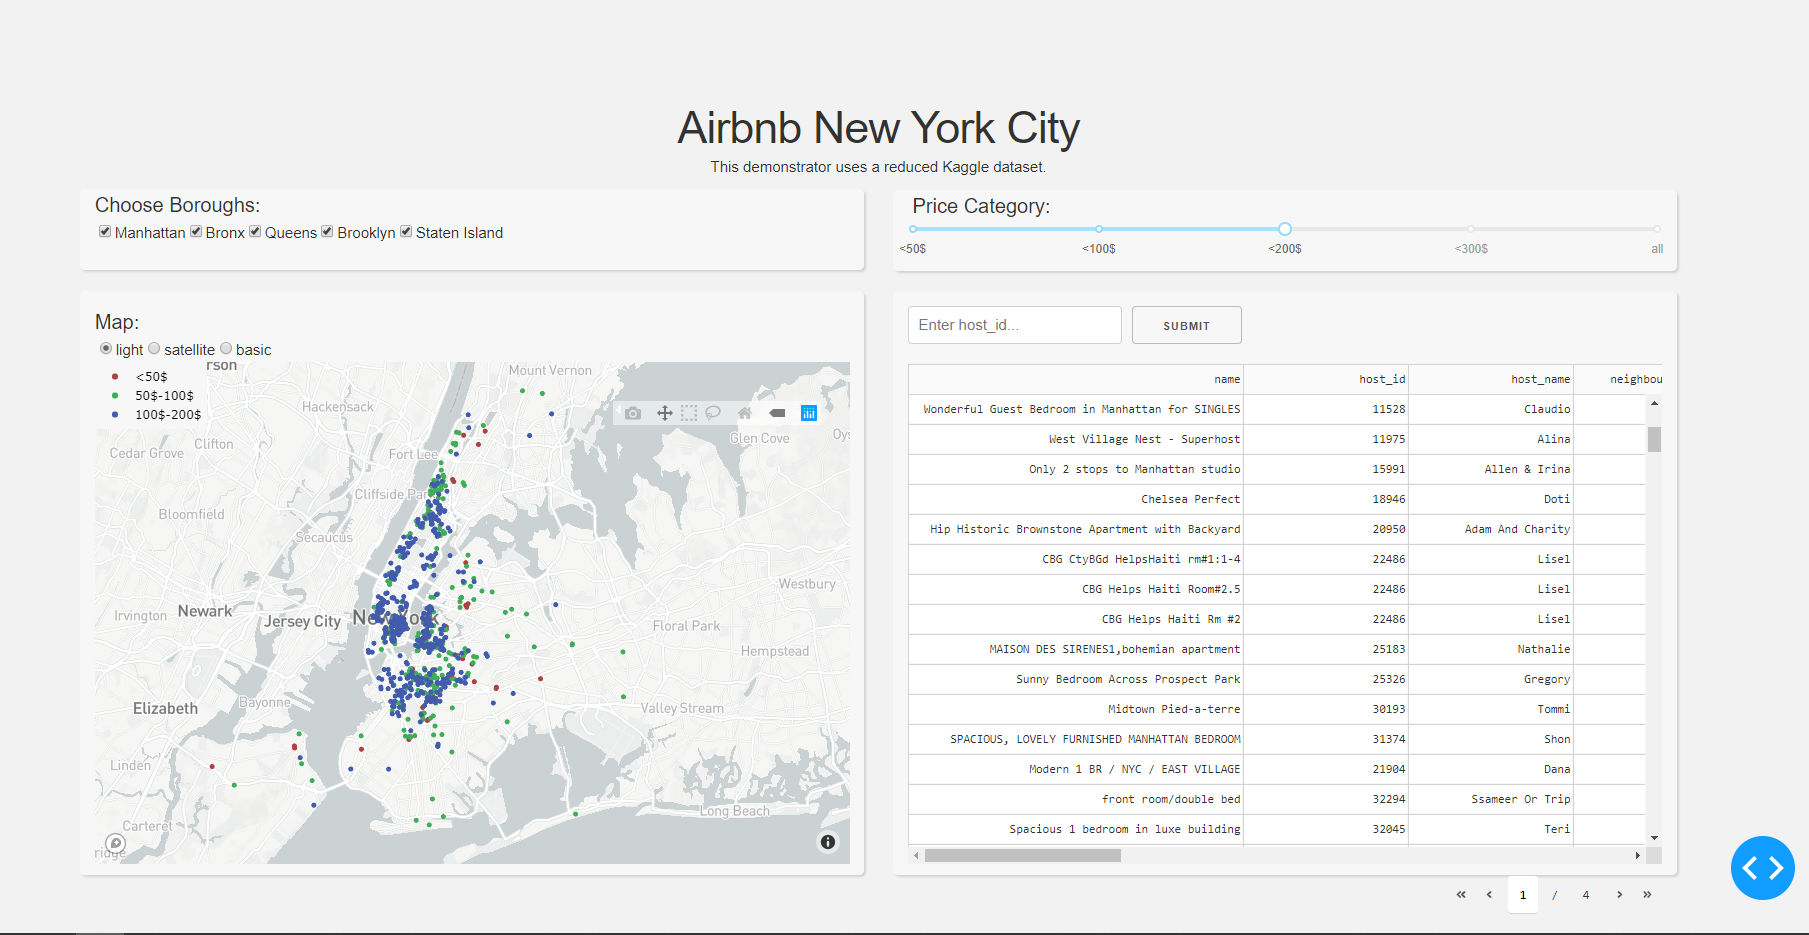 Airbnb New York City
This demonstrator uses a reduced Kaggle dataset.
Choose Boroughs:
Manhattan Bronx Queens Brooklyn Staten Island
Price Category:
<50$ <100$ <200$ <300$ all
Map:
light satellite basic
<50$
50$-100$
100$-200$
Mount Vernon
Hackensack
Clifton
Glen Cove
Cedar Grove
Fort Lee
Bloomfield
Secaucus
Westbury
Irvington
Newark
Jersey City
New York
Floral Park
Hempstead
Elizabeth
Bayonne
Valley Stream
Linden
Long Beach
Carteret
Enter host_id...
SUBMIT
name host_id host_name neighbou
Wonderful Guest Bedroom in Manhattan for SINGLES 11528 Claudio
West Village Nest - Superhost 11975 Alina
Only 2 stops to Manhattan studio 15991 Allen & Irina
Chelsea Perfect 18946 Doti
Hip Historic Brownstone Apartment with Backyard 20950 Adam And Charity
CBG CtyBGd HelpsHaiti rm#1:1-4 22486 Lisel
CBG Helps Haiti Room#2.5 22486 Lisel
CBG Helps Haiti Rm #2 22486 Lisel
MAISON DES SIRENES1,bohemian apartment 25183 Nathalie
Sunny Bedroom Across Prospect Park 25326 Gregory
Midtown Pied-a-terre 30193 Tommi
SPACIOUS, LOVELY FURNISHED MANHATTAN BEDROOM 31374 Shon
Modern 1 BR / NYC / EAST VILLAGE 21904 Dana
front room/double bed 32294 Ssameer Or Trip
Spacious 1 bedroom in luxe building 32045 Teri
« ‹ 1 / 4 › »